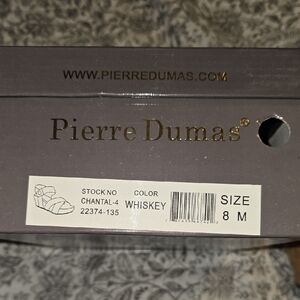 WWW.PIERREDUMAS.COM
Pierre Dumas®
STOCK NO COLOR SIZE
CHANTAL-4 WHISKEY 8 M
22374-135